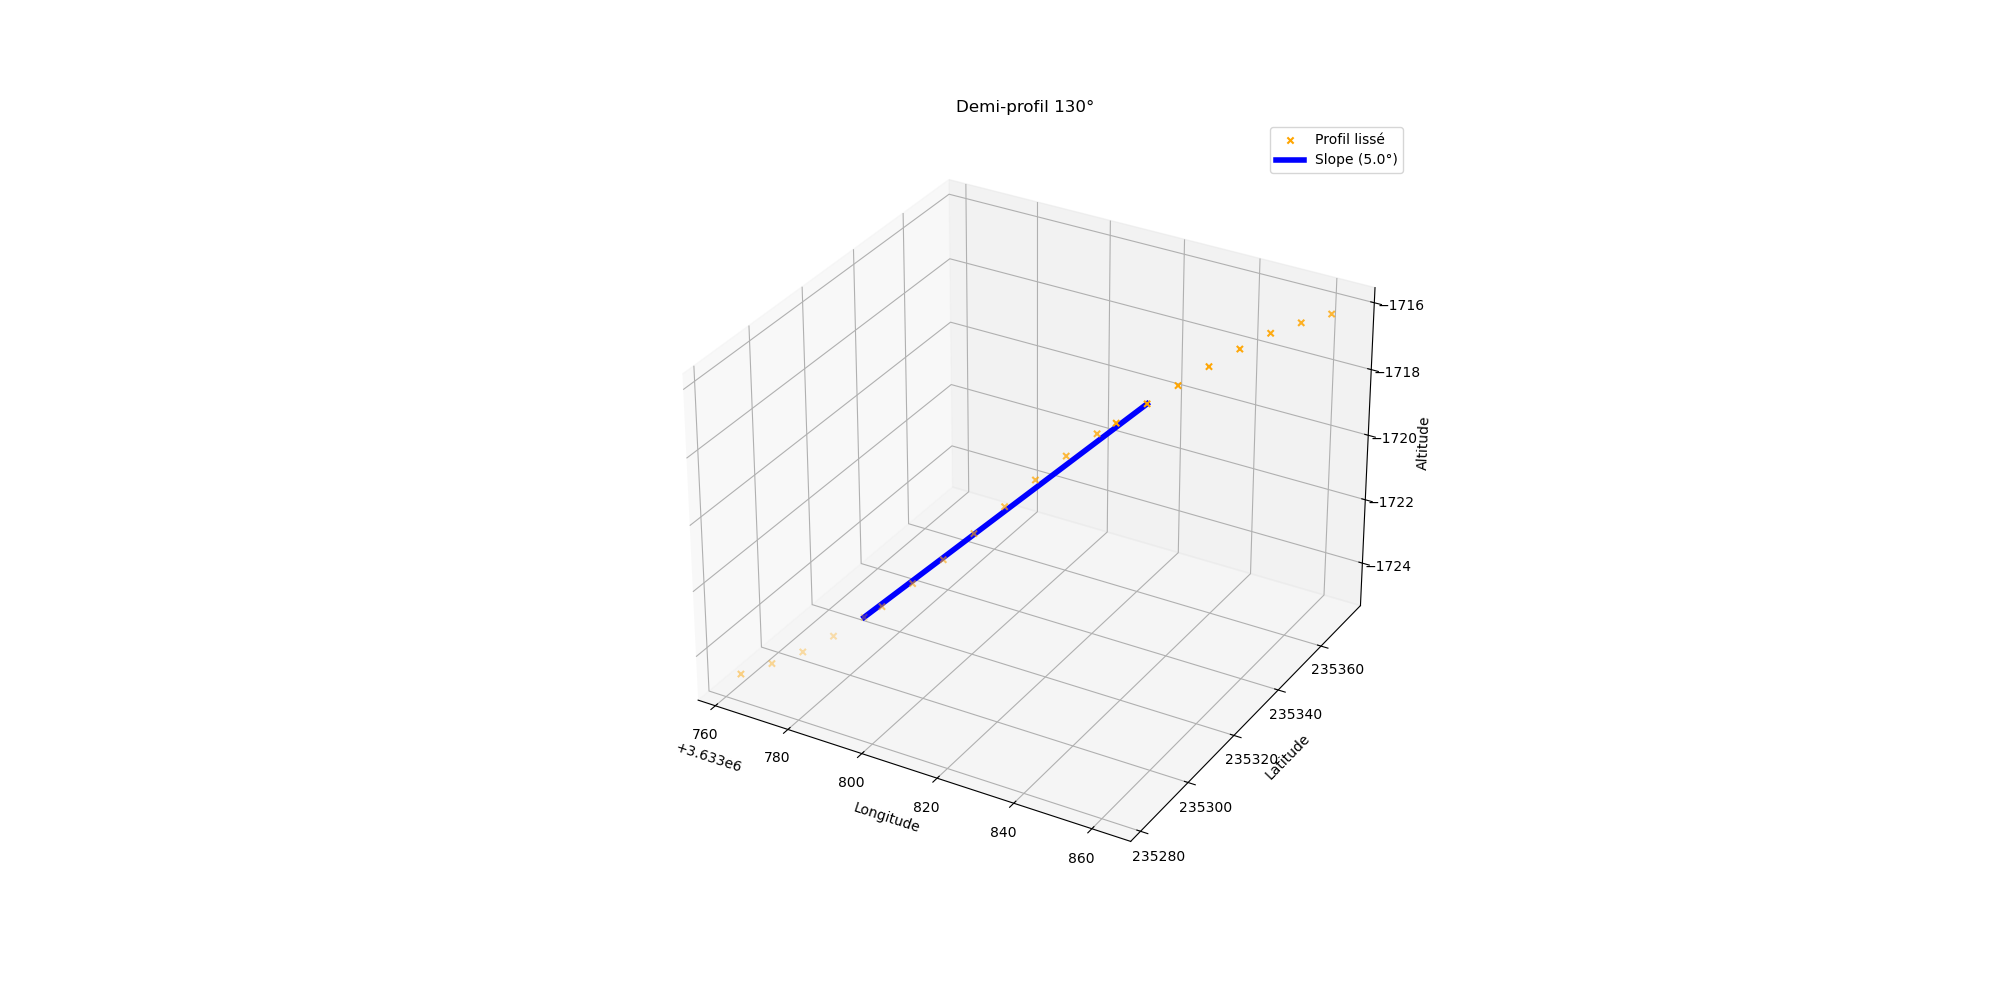 Demi-profil 130°
Profil lissé
Slope (5.0°)
−1716
−1718
−1720
−1722
−1724
Altitude
235360
235340
235320
235300
235280
Latitude
760
780
800
820
840
860
+3.633e6
Longitude